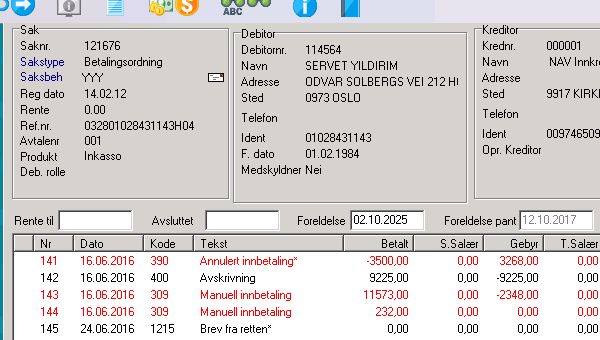 ABC
Sak
Saknr. 121676
Sakstype Betalingsordning
Saksbeh YYY
Reg dato 14.02.12
Rente 0.00
Ref.nr. 032801028431143H04
Avtalenr 001
Produkt Inkasso
Deb. rolle
Debitor
Debitornr. 114564
Navn SERVET YILDIRIM
Adresse ODVAR SOLBERGS VEI 212 H
Sted 0973 OSLO
Telefon
Ident 01028431143
F. dato 01.02.1984
Medskyldner Nei
Kreditor
Krednr. 000001
Navn NAV Innkr
Adresse
Sted 9917 KIRK
Telefon
Ident 009746509
Opr. Kreditor
Rente til Avsluttet Foreldelse 02.10.2025 Foreldelse pant 12.10.2017
Nr Dato Kode Tekst Betalt S.Salær Gebyr T.Salær
141 16.06.2016 390 Annulert innbetaling* -3500,00 0,00 3268,00 0,00
142 16.06.2016 400 Avskrivning 9225,00 0,00 -9225,00 0,00
143 16.06.2016 309 Manuell innbetaling 11573,00 0,00 -2348,00 0,00
144 16.06.2016 309 Manuell innbetaling 232,00 0,00 0,00 0,00
145 24.06.2016 1215 Brev fra retten* 0,00 0,00 0,00 0,00